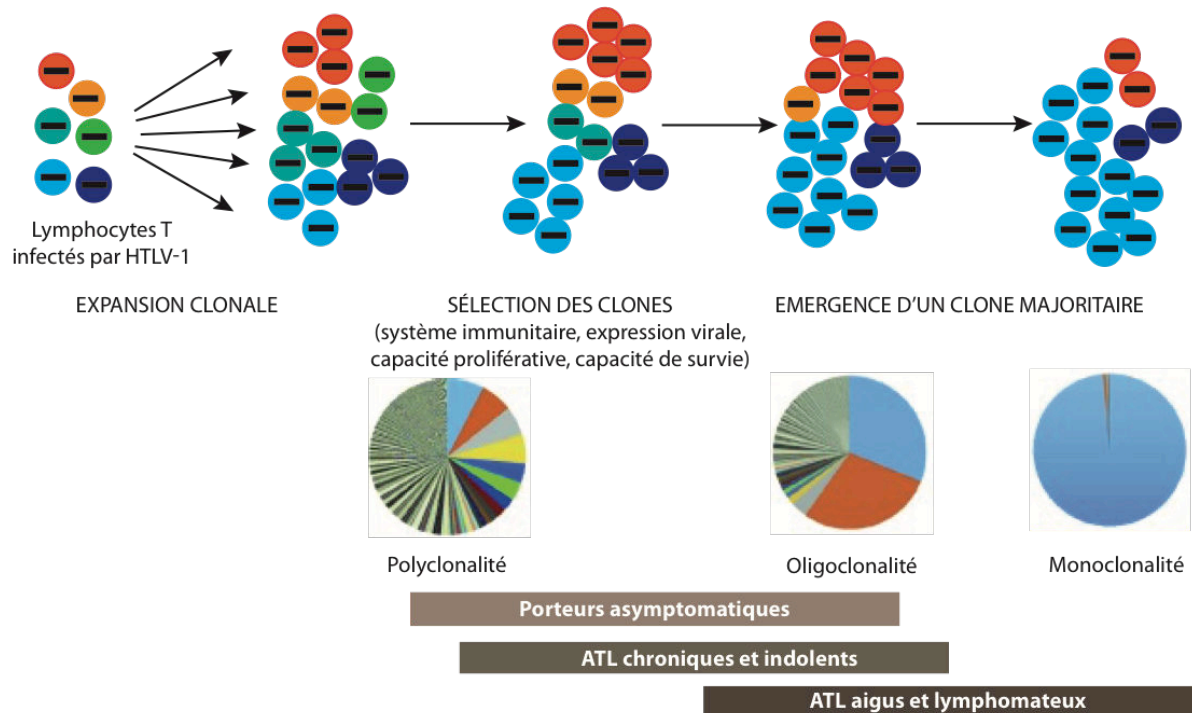 Lymphocytes T
infectés par HTLV-1
EXPANSION CLONALE
SÉLECTION DES CLONES
(système immunitaire, expression virale,
capacité proliférative, capacité de survie)
EMERGENCE D'UN CLONE MAJORITAIRE
Polyclonalité
Oligoclonalité
Monoclonalité
Porteurs asymptomatiques
ATL chroniques et indolents
ATL aigus et lymphomateux